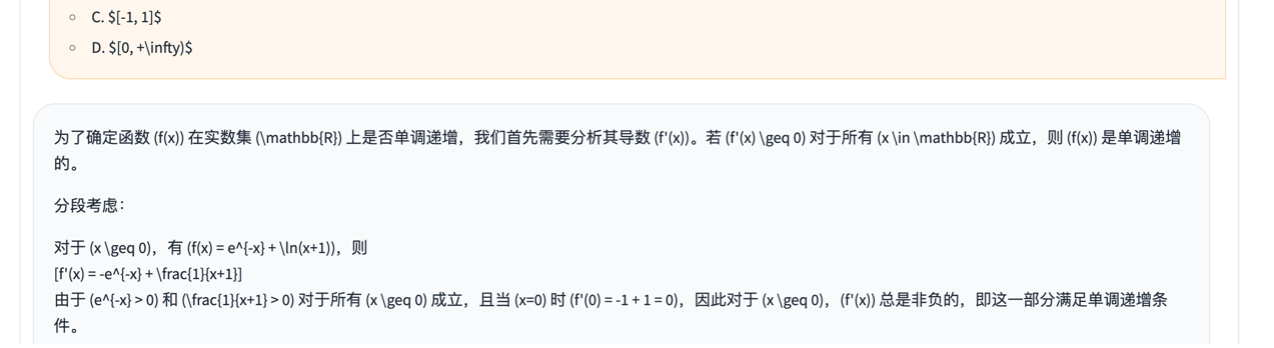 C. $[-1, 1]$
D. $[0, +\infty)$
为了确定函数 (f(x)) 在实数集 (\mathbb{R}) 上是否单调递增，我们首先需要分析其导数 (f'(x))。若 (f'(x) \geq 0) 对于所有 (x \in \mathbb{R}) 成立，则 (f(x)) 是单调递增
的。
分段考虑：
对于 (x \geq 0)，有 (f(x) = e^{-x} + \ln(x+1))，则
[f'(x) = -e^{-x} + \frac{1}{x+1}]
由于 (e^{-x} > 0) 和 (\frac{1}{x+1} > 0) 对于所有 (x \geq 0) 成立，且当 (x=0) 时 (f'(0) = -1 + 1 = 0)，因此对于 (x \geq 0)，(f'(x)) 总是非负的，即这一部分满足单调递增条
件。